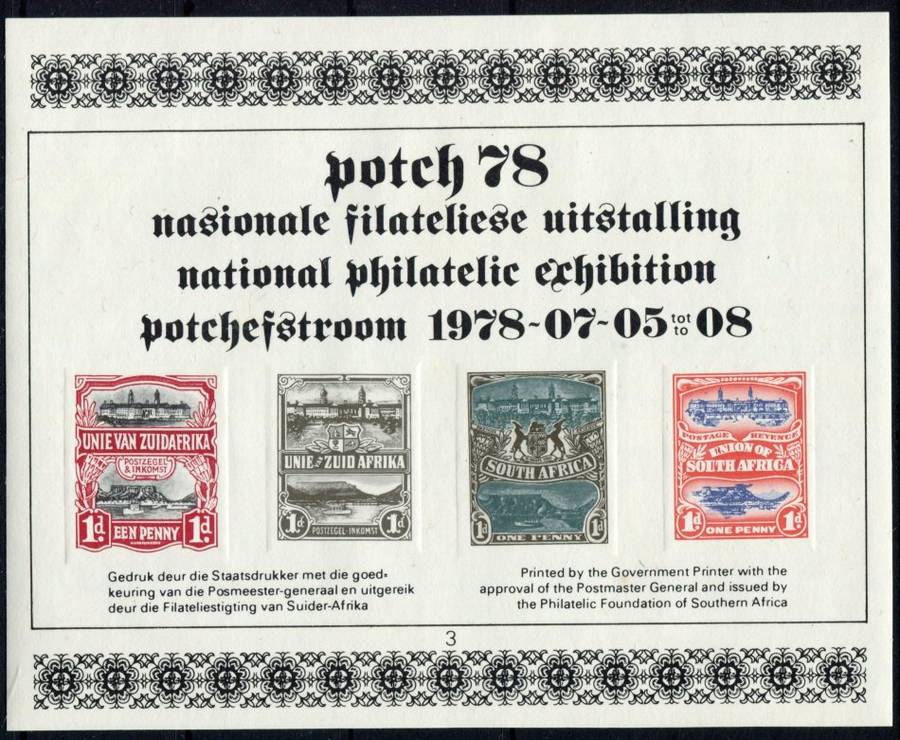 potch 78
nasionale filateliese uitstalling
national philatelic exhibition
potchefstroom 1978-07-05 tot to 08
UNIE VAN ZUIDAFRIKA
POSTZEGEL
& INKOMST
1d. EEN PENNY 1d.
UNIE VAN ZUID AFRIKA
1d. POSTZEGEL-INKOMST 1d.
SOUTH AFRICA
1d ONE PENNY 1d
POSTAGE REVENUE
UNION OF
SOUTH AFRICA
1d. ONE PENNY 1d.
Gedruk deur die Staatsdrukker met die goed-
keuring van die Posmeester-generaal en uitgereik
deur die Filateliestigting van Suider-Afrika
Printed by the Government Printer with the
approval of the Postmaster General and issued by
the Philatelic Foundation of Southern Africa
3